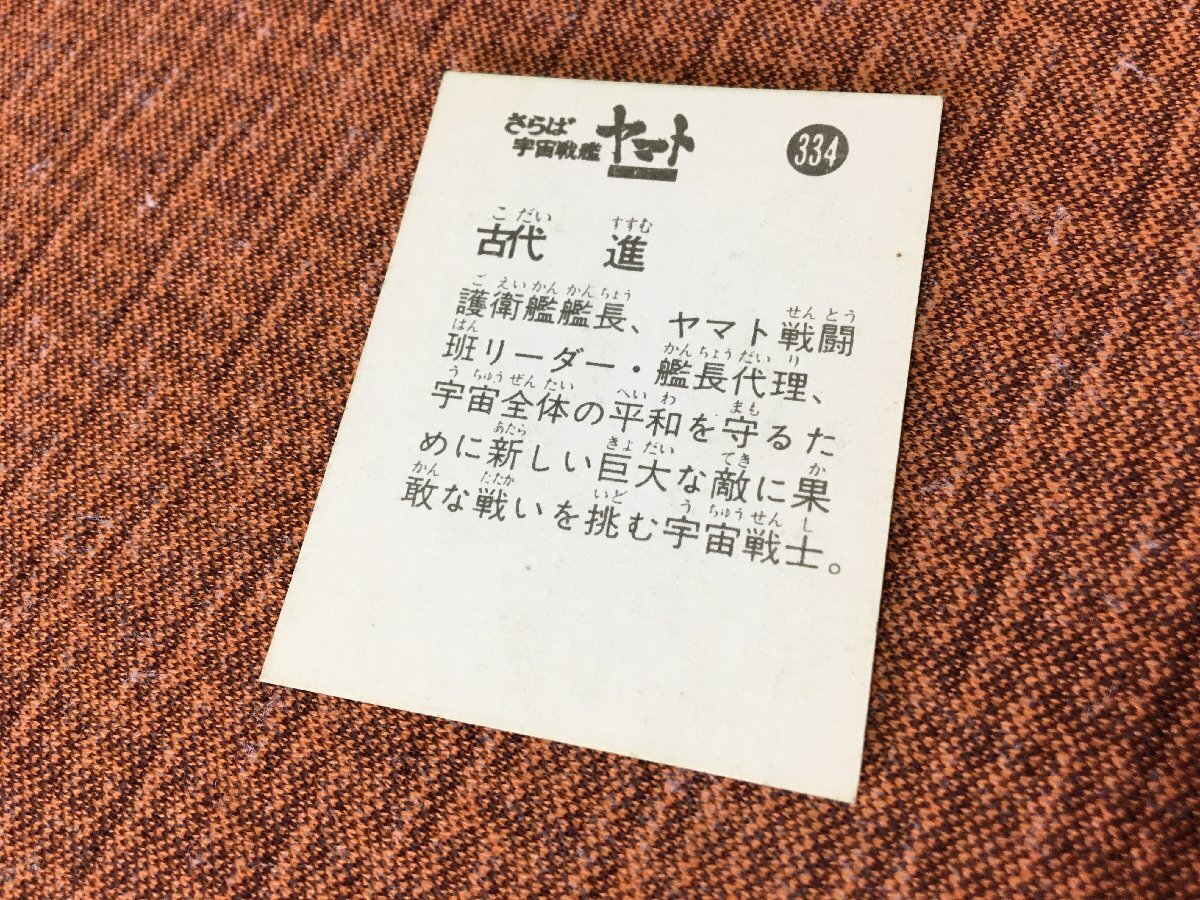 さらば
宇宙戦艦 ヤマト
334
こ だい すすむ
古代 進
ご えい かん かん ちょう せん とう
護衛艦艦長、ヤマト戦闘
はん かん ちょう だい り
班リーダー・艦長代理、
う ちゅう ぜん たい へい わ まも
宇宙全体の平和を守るた
あたら きょ だい てき か
めに新しい巨大な敵に果
かん たたか いど う ちゅう せん し
敢な戦いを挑む宇宙戦士。